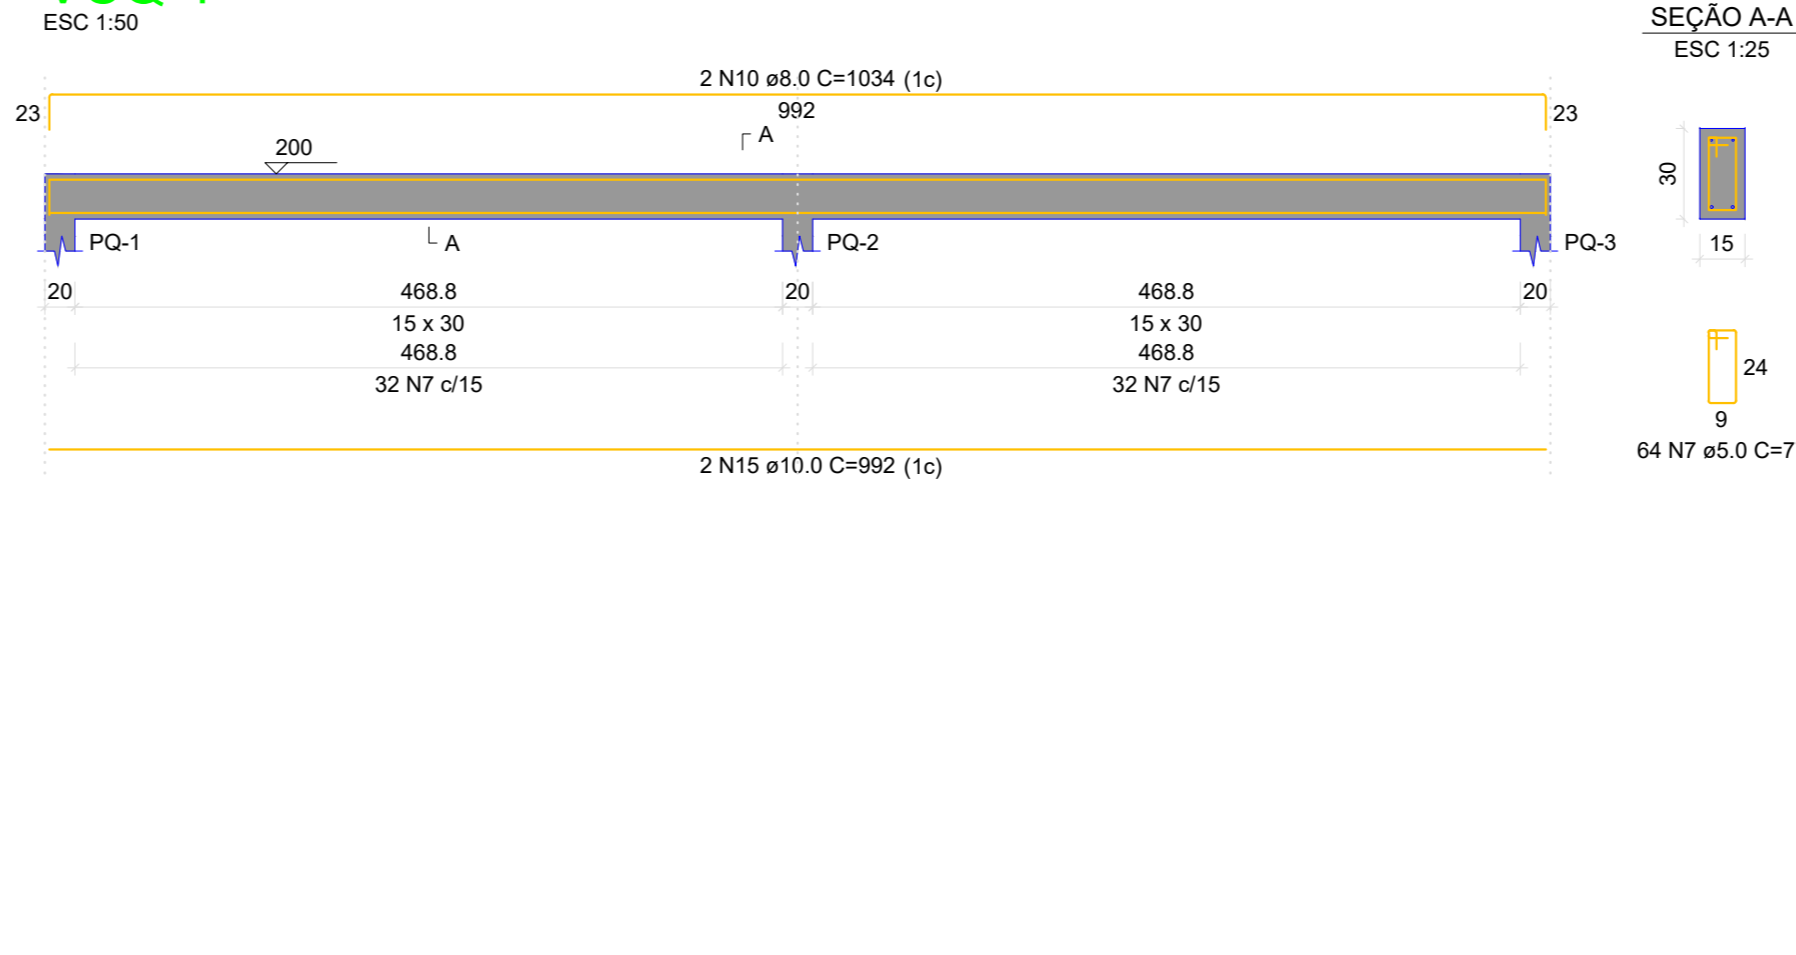 ESC 1:50
SEÇÃO A-A
ESC 1:25
2 N10 ø8.0 C=1034 (1c)
23
992
23
A
200
30
PQ-1
A
PQ-2
PQ-3
15
20
468.8
20
468.8
20
15 x 30
15 x 30
468.8
468.8
32 N7 c/15
32 N7 c/15
24
9
64 N7 ø5.0 C=7
2 N15 ø10.0 C=992 (1c)